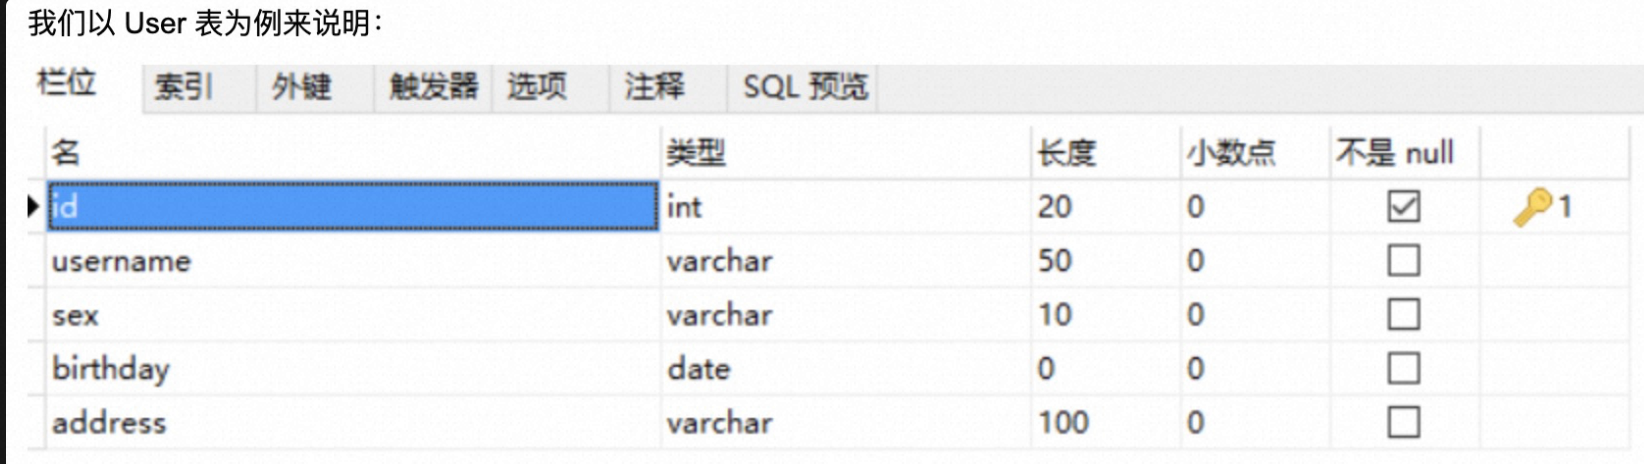 我们以 User 表为例来说明：
栏位 索引 外键 触发器 选项 注释 SQL 预览
名 类型 长度 小数点 不是 null
id int 20 0 1
username varchar 50 0
sex varchar 10 0
birthday date 0 0
address varchar 100 0